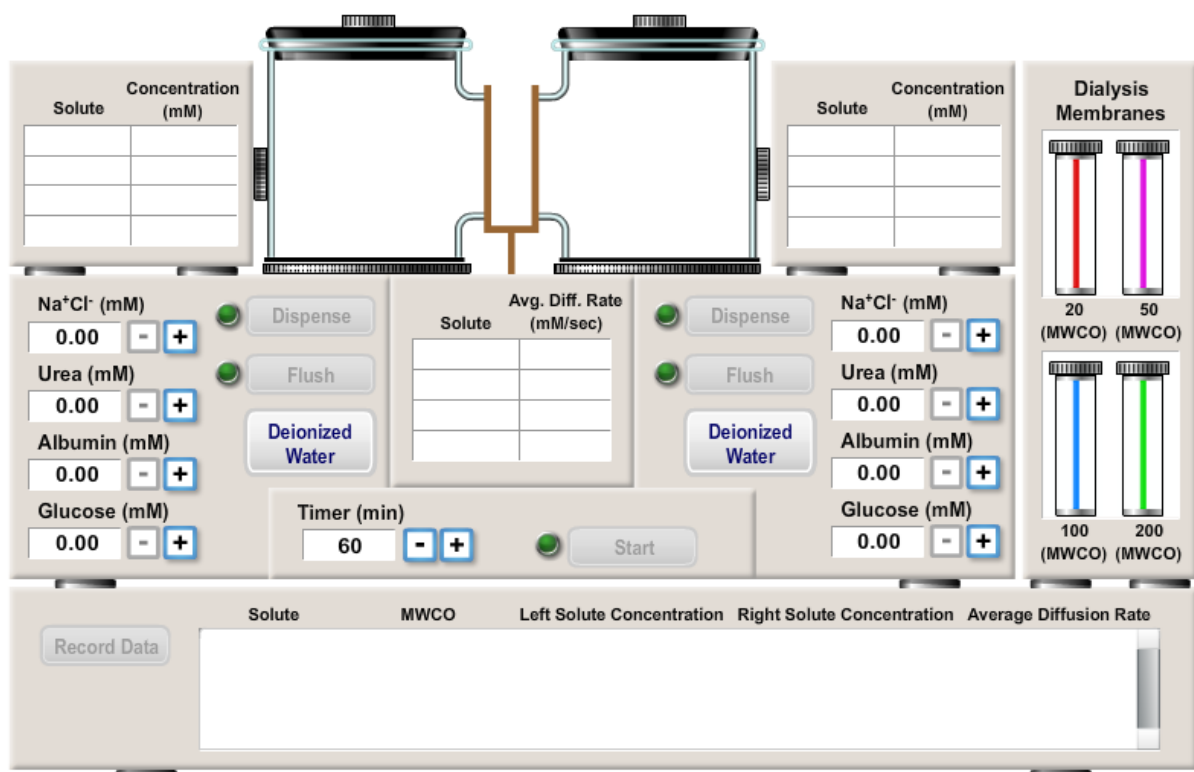 Solute
Concentration
(mM)
Solute
Concentration
(mM)
Dialysis
Membranes
20
(MWCO)
50
(MWCO)
100
(MWCO)
200
(MWCO)
Na⁺Cl⁻ (mM)
0.00 - +
Urea (mM)
0.00 - +
Albumin (mM)
0.00 - +
Glucose (mM)
0.00 - +
Dispense
Flush
Deionized
Water
Solute
Avg. Diff. Rate
(mM/sec)
Dispense
Flush
Deionized
Water
Na⁺Cl⁻ (mM)
0.00 - +
Urea (mM)
0.00 - +
Albumin (mM)
0.00 - +
Glucose (mM)
0.00 - +
Timer (min)
60 - +
Start
Record Data
Solute MWCO Left Solute Concentration Right Solute Concentration Average Diffusion Rate